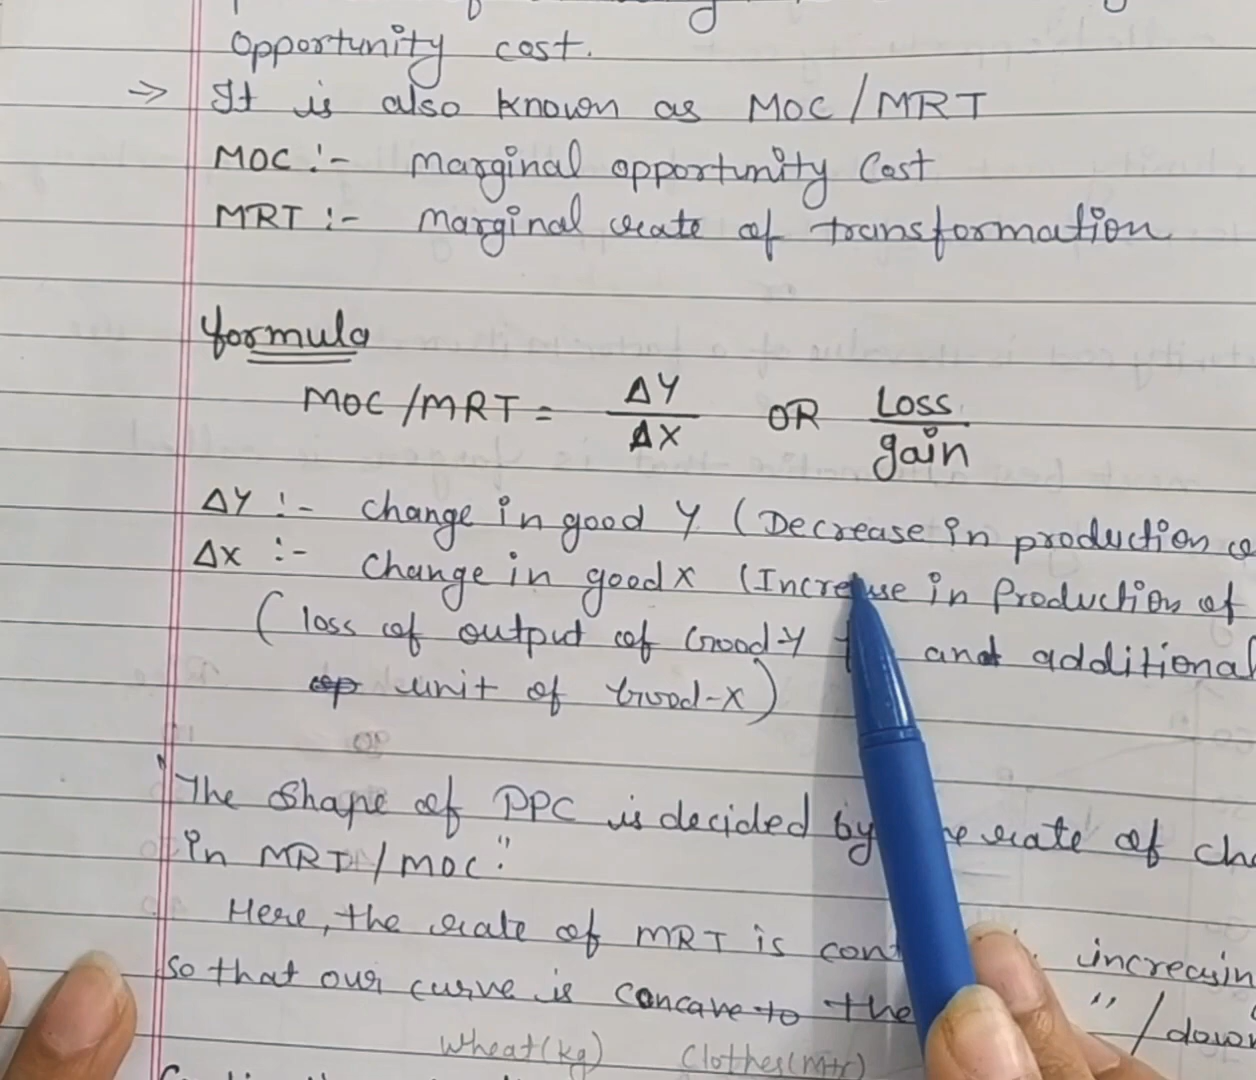 opportunity cost.
→ It is also known as MOC/MRT
MOC :- Marginal opportunity Cost
MRT :- Marginal rate of transformation
formula
MOC/MRT = ΔY/ΔX OR Loss/gain
ΔY :- change in good Y (Decrease in production
ΔX :- change in good X (Increase in Production of
(loss of output of Good-Y and additional
unit of Good-X)
or
"The shape of PPC is decided by rate of
in MRT/MOC."
Here, the rate of MRT is increasin
so that our curve is concave to the " /down
Wheat(kg) Clothes(mtr)